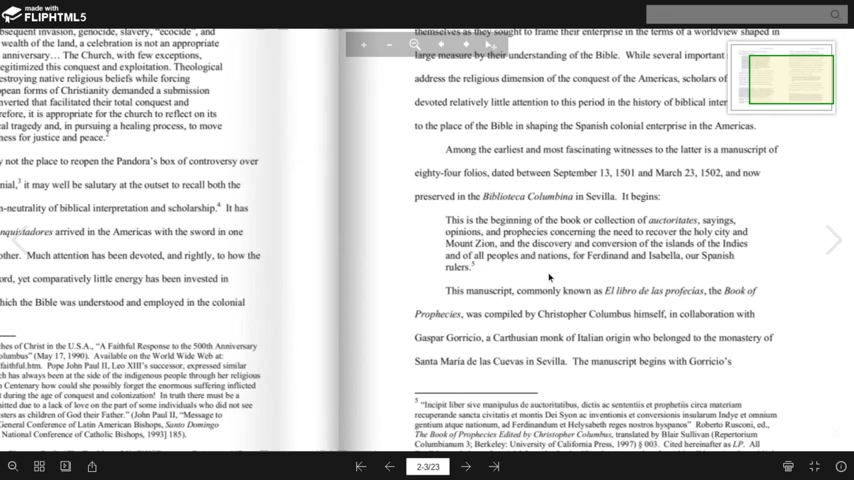 made with
FLIPHTML5
bsequent invasion, genocide, slavery, "ecocide", and
wealth of the land, a celebration is not an appropriate
anniversary… The Church, with few exceptions,
egitimized this conquest and exploitation. Theological
estroying native religious beliefs while forcing
pean forms of Christianity demanded a submission
nverted that facilitated their total conquest and
refore, it is appropriate for the church to reflect on its
cal tragedy and, in pursuing a healing process, to move
ness for justice and peace.²
y not the place to reopen the Pandora's box of controversy over
nial,³ it may well be salutary at the outset to recall both the
n-neutrality of biblical interpretation and scholarship.⁴ It has
nquistadores arrived in the Americas with the sword in one
other. Much attention has been devoted, and rightly, to how the
ord, yet comparatively little energy has been invested in
hich the Bible was understood and employed in the colonial
hes of Christ in the U.S.A., "A Faithful Response to the 500th Anniversary
olumbus" (May 17, 1990). Available on the World Wide Web at:
faithful.htm. Pope John Paul II, Leo XIII's successor, expressed similar
ch has always been at the side of the indigenous people through her religious
Centenary how could she possibly forget the enormous suffering inflicted
t during the age of conquest and colonization! In truth there must be a
mitted due to a lack of love on the part of some individuals who did not see
sters as children of God their Father." (John Paul II, "Message to
General Conference of Latin American Bishops, Santo Domingo
National Conference of Catholic Bishops, 1993] 185).
themselves as they sought to frame their enterprise in the terms of a worldview shaped in
large measure by their understanding of the Bible. While several important
address the religious dimension of the conquest of the Americas, scholars of
devoted relatively little attention to this period in the history of biblical inter
to the place of the Bible in shaping the Spanish colonial enterprise in the Americas.
Among the earliest and most fascinating witnesses to the latter is a manuscript of
eighty-four folios, dated between September 13, 1501 and March 23, 1502, and now
preserved in the Biblioteca Columbina in Sevilla. It begins:
This is the beginning of the book or collection of auctoritates, sayings,
opinions, and prophecies concerning the need to recover the holy city and
Mount Zion, and the discovery and conversion of the islands of the Indies
and of all peoples and nations, for Ferdinand and Isabella, our Spanish
rulers.⁵
This manuscript, commonly known as El libro de las profecias, the Book of
Prophecies, was compiled by Christopher Columbus himself, in collaboration with
Gaspar Gorricio, a Carthusian monk of Italian origin who belonged to the monastery of
Santa María de las Cuevas in Sevilla. The manuscript begins with Gorricio's
⁵ "Incipit liber sive manipulus de auctoritatibus, dictis ac sententiis et prophetiis circa materiam
recuperande sancta civitatis et montis Dei Syon ac inventionis et conversionis insularum Indye et omnium
gentium atque nationum, ad Ferdinandum et Helysabeth reges nostros hyspanos" Roberto Rusconi, ed.,
The Book of Prophecies Edited by Christopher Columbus, translated by Blair Sullivan (Repertorium
Columbianum 3; Berkeley: University of California Press, 1997) § 003. Cited hereinafter as LP. All
2-3/23